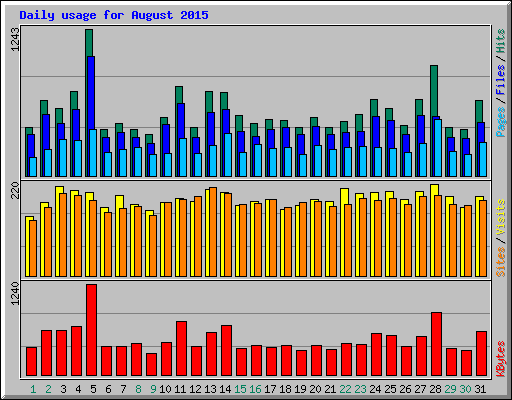 Daily usage for August 2015
1243
Pages/Files/Hits
220
Sites/Visits
1240
KBytes
1 2 3 4 5 6 7 8 9 10 11 12 13 14 15 16 17 18 19 20 21 22 23 24 25 26 27 28 29 30 31